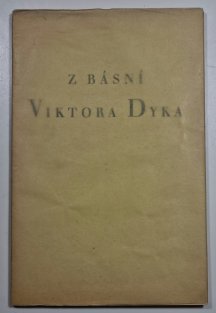 Z BÁSNÍ
VIKTORA DYKA